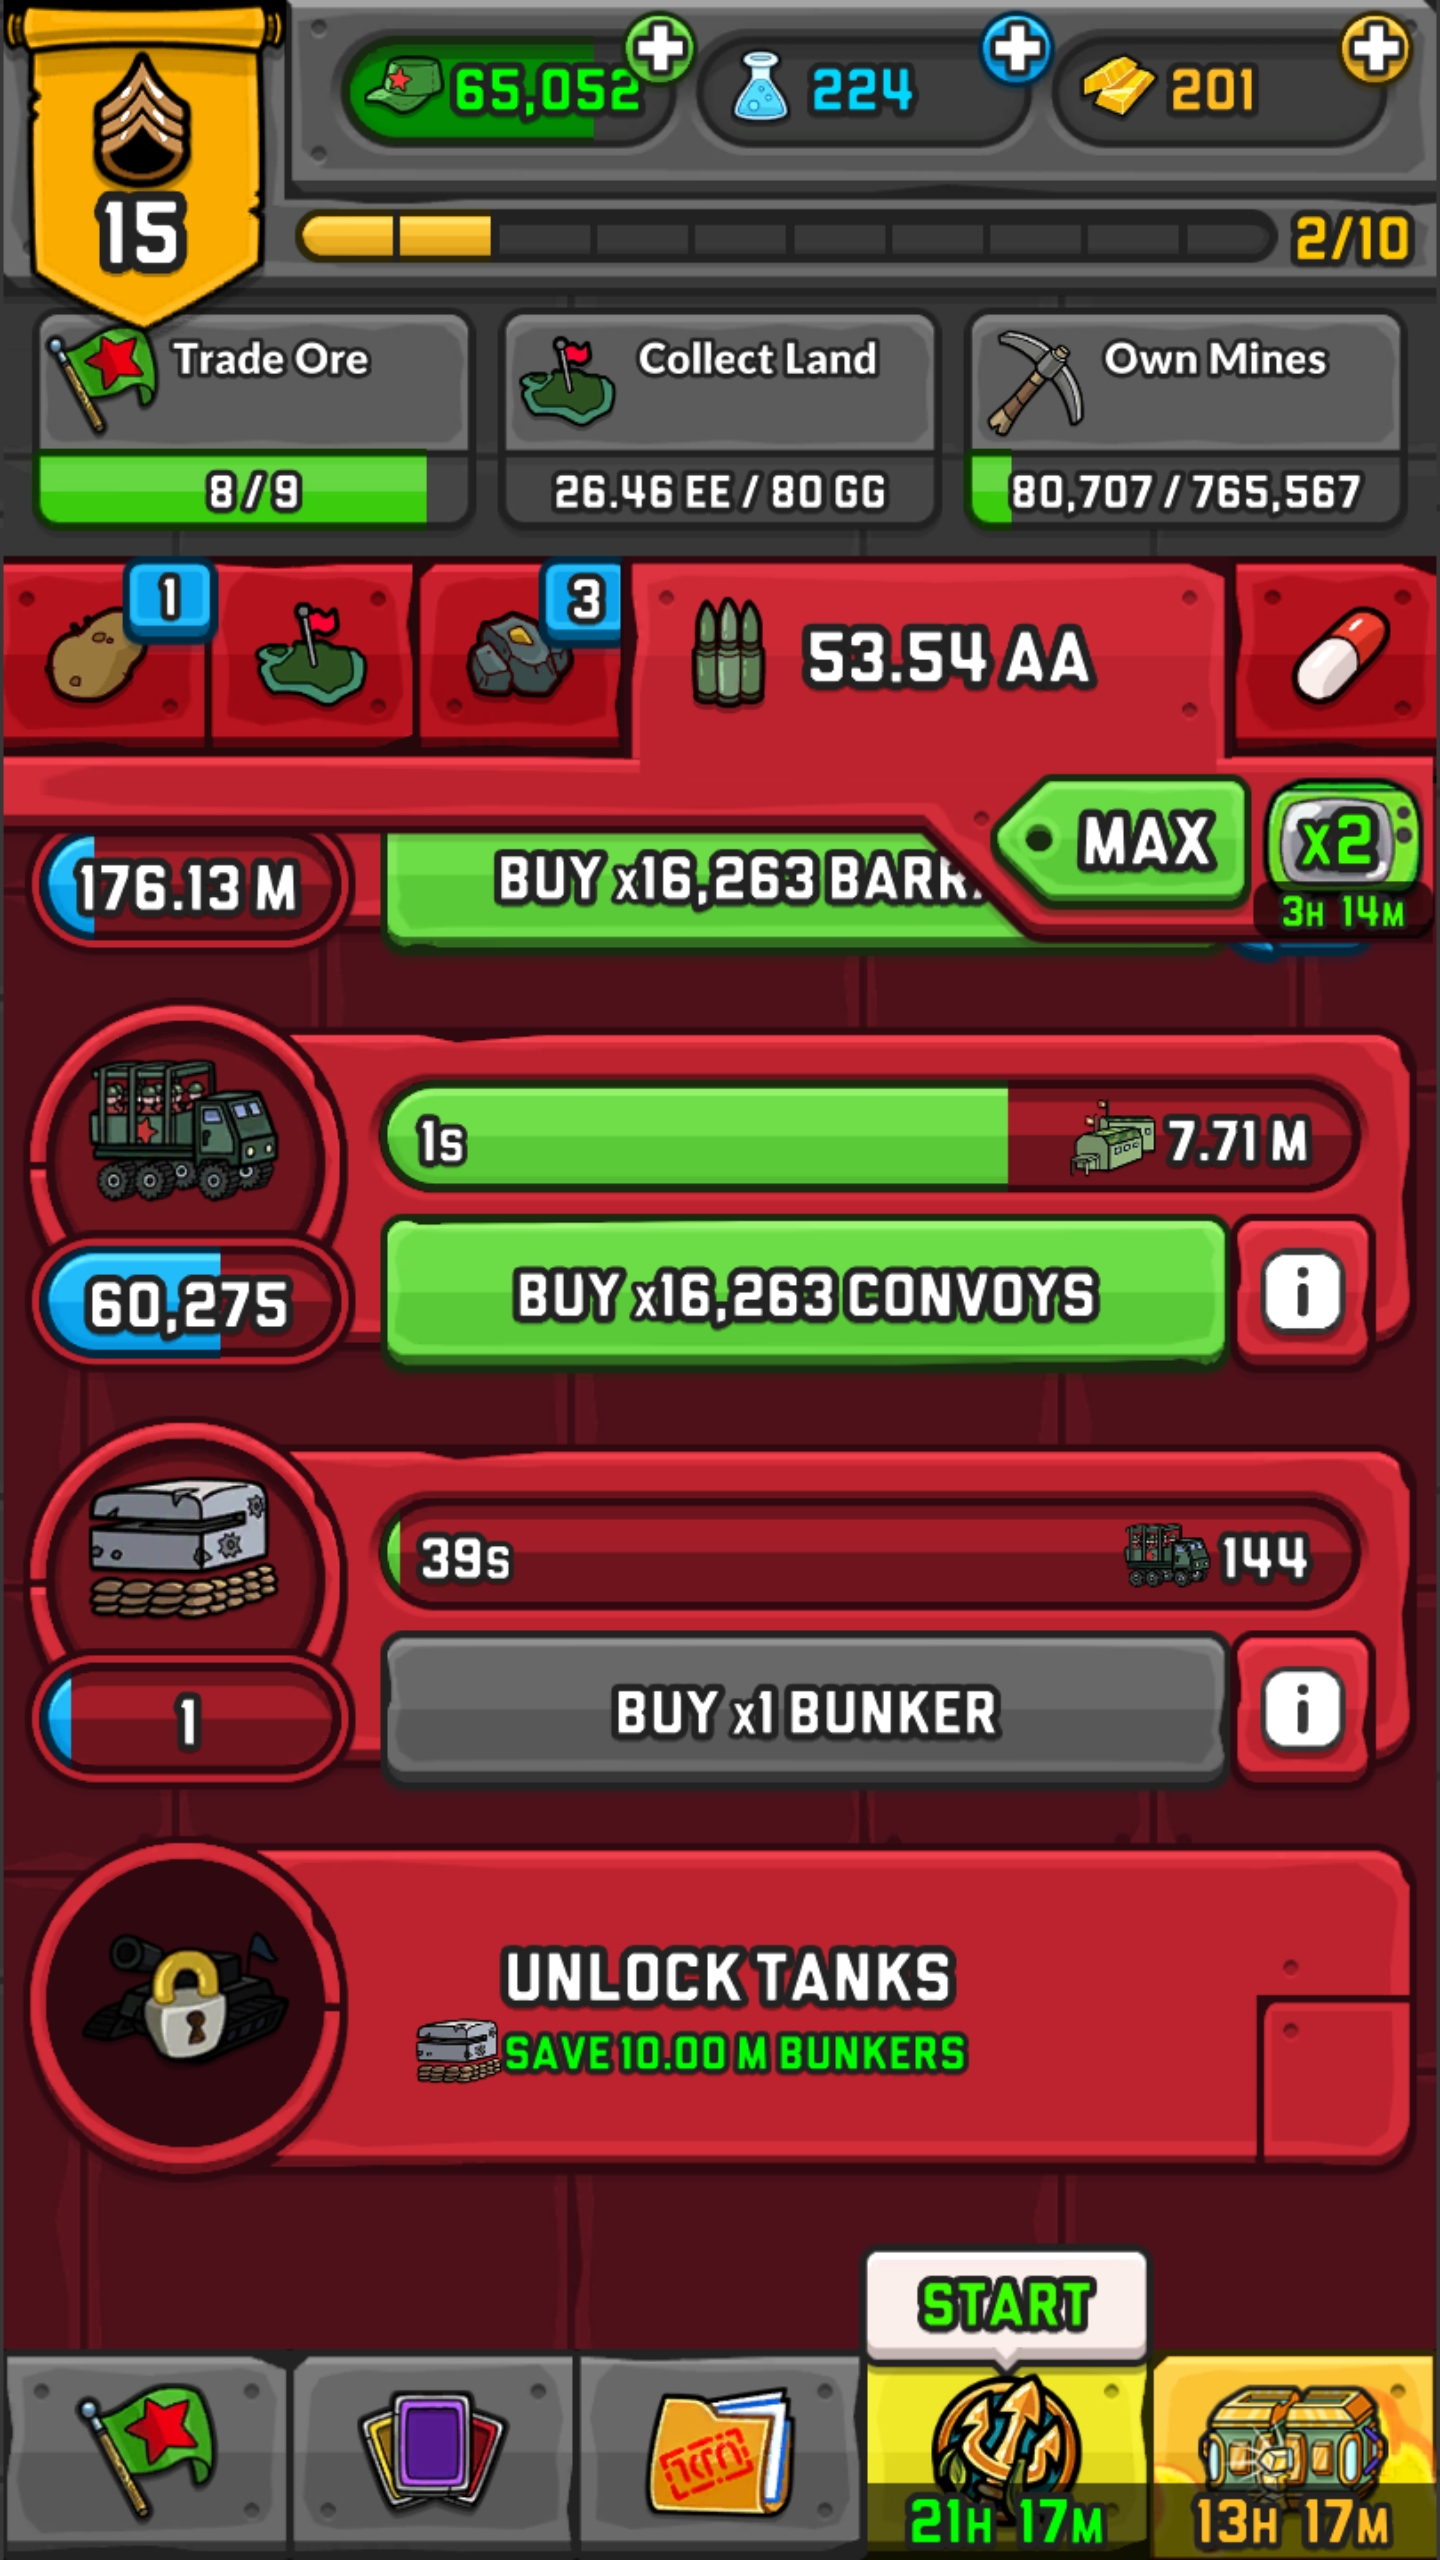 65,052
224
201
15
2/10
Trade Ore
Collect Land
Own Mines
8/9
26.46 EE / 80 GG
80,707 / 765,567
1
3
53.54 AA
MAX
x2
3H 14M
176.13 M
BUY x16,263
1s
7.71 M
60,275
BUY x16,263 CONVOYS
i
39s
144
1
BUY x1 BUNKER
i
UNLOCK TANKS
SAVE 10.00 M BUNKERS
START
21H 17M
13H 17M